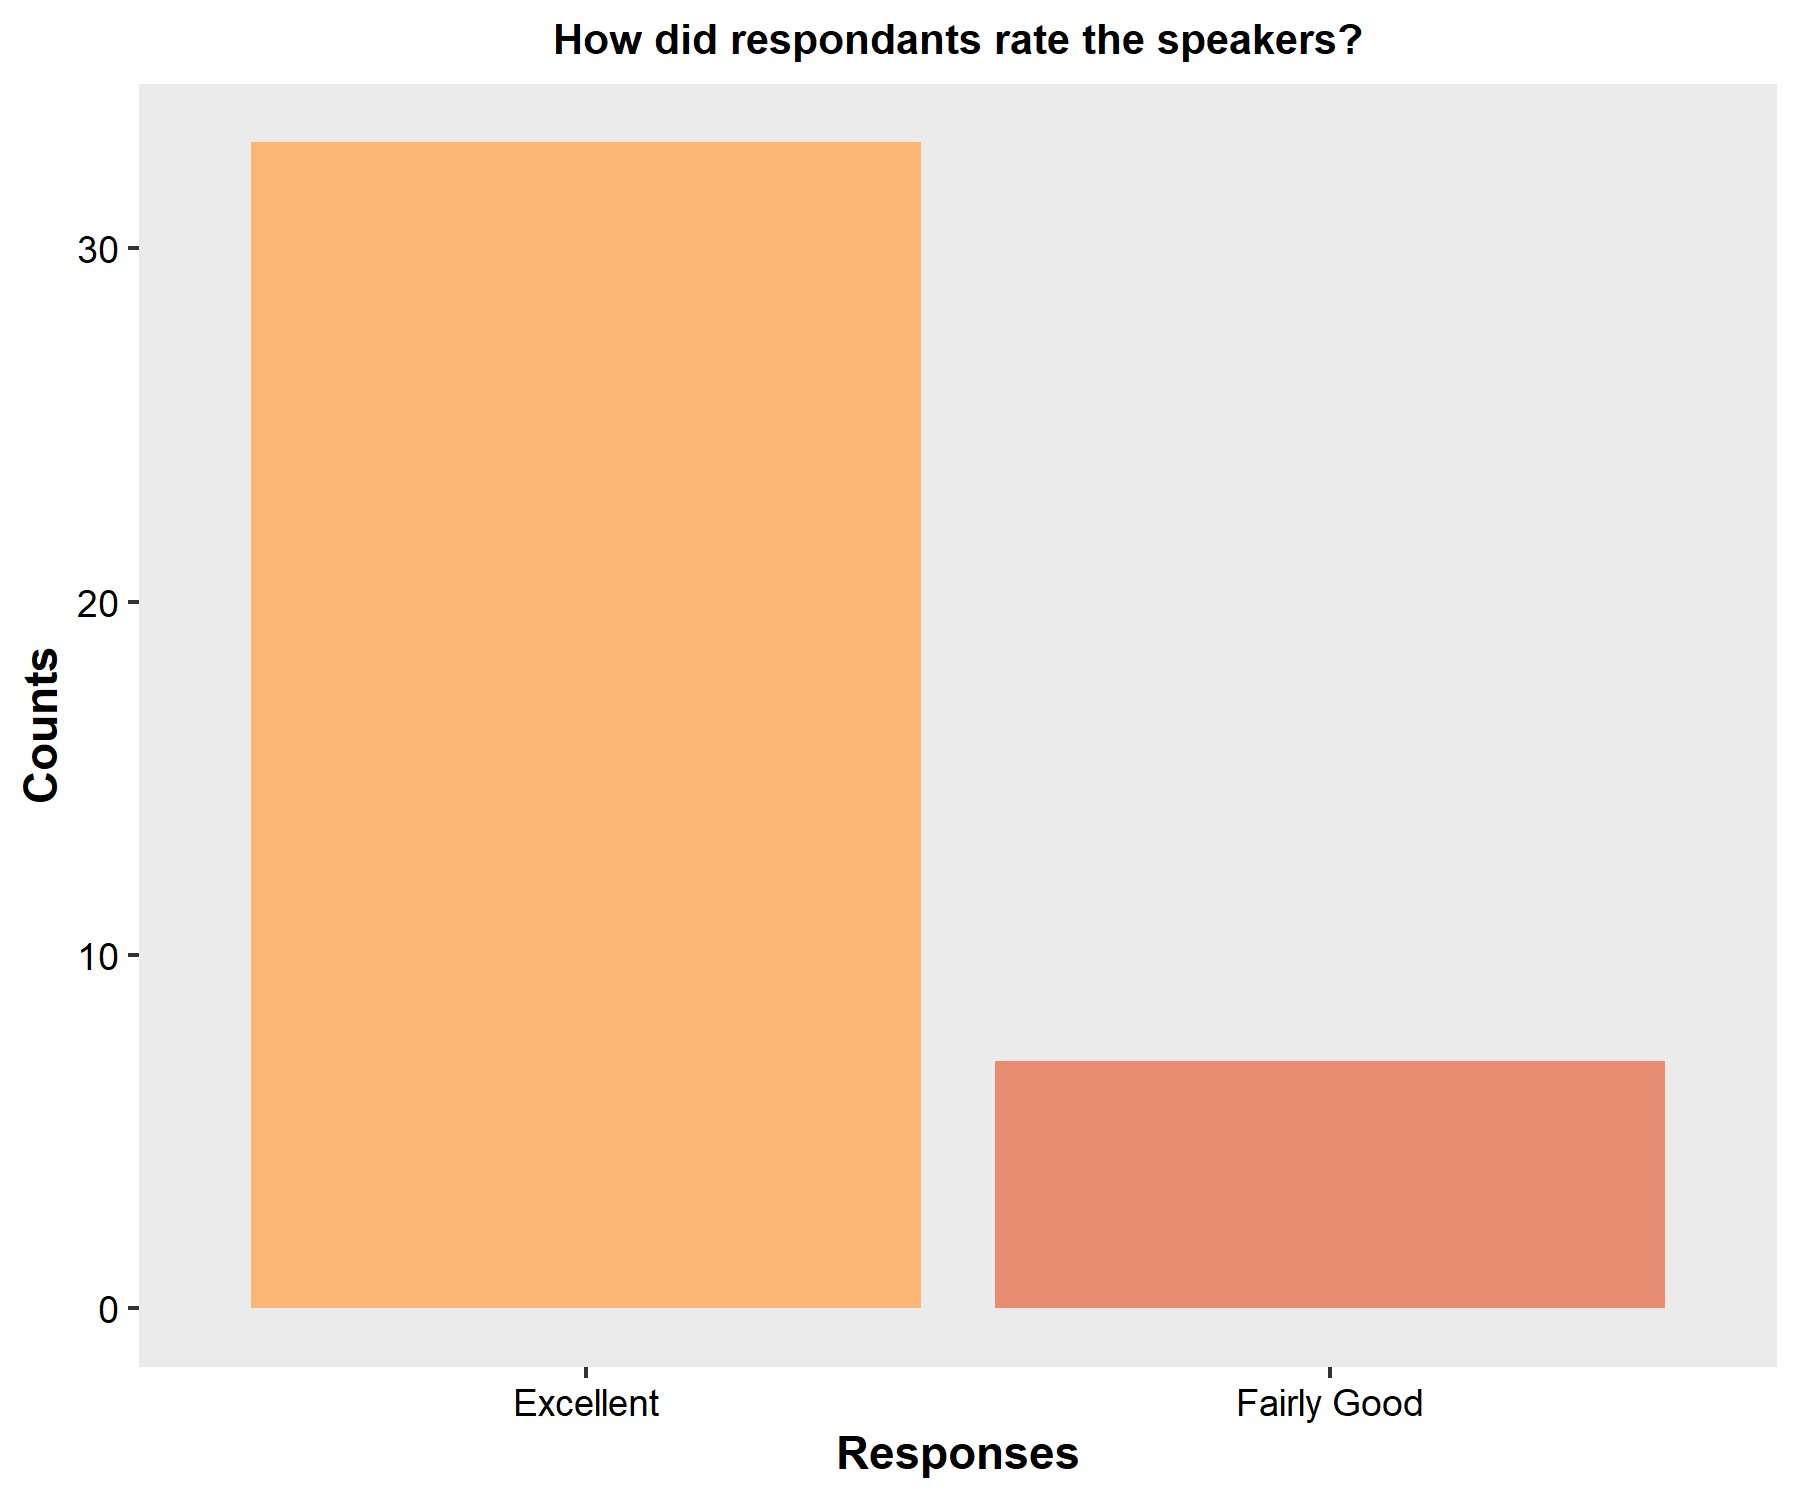 How did respondants rate the speakers?
30
20
10
0
Counts
Excellent
Fairly Good
Responses